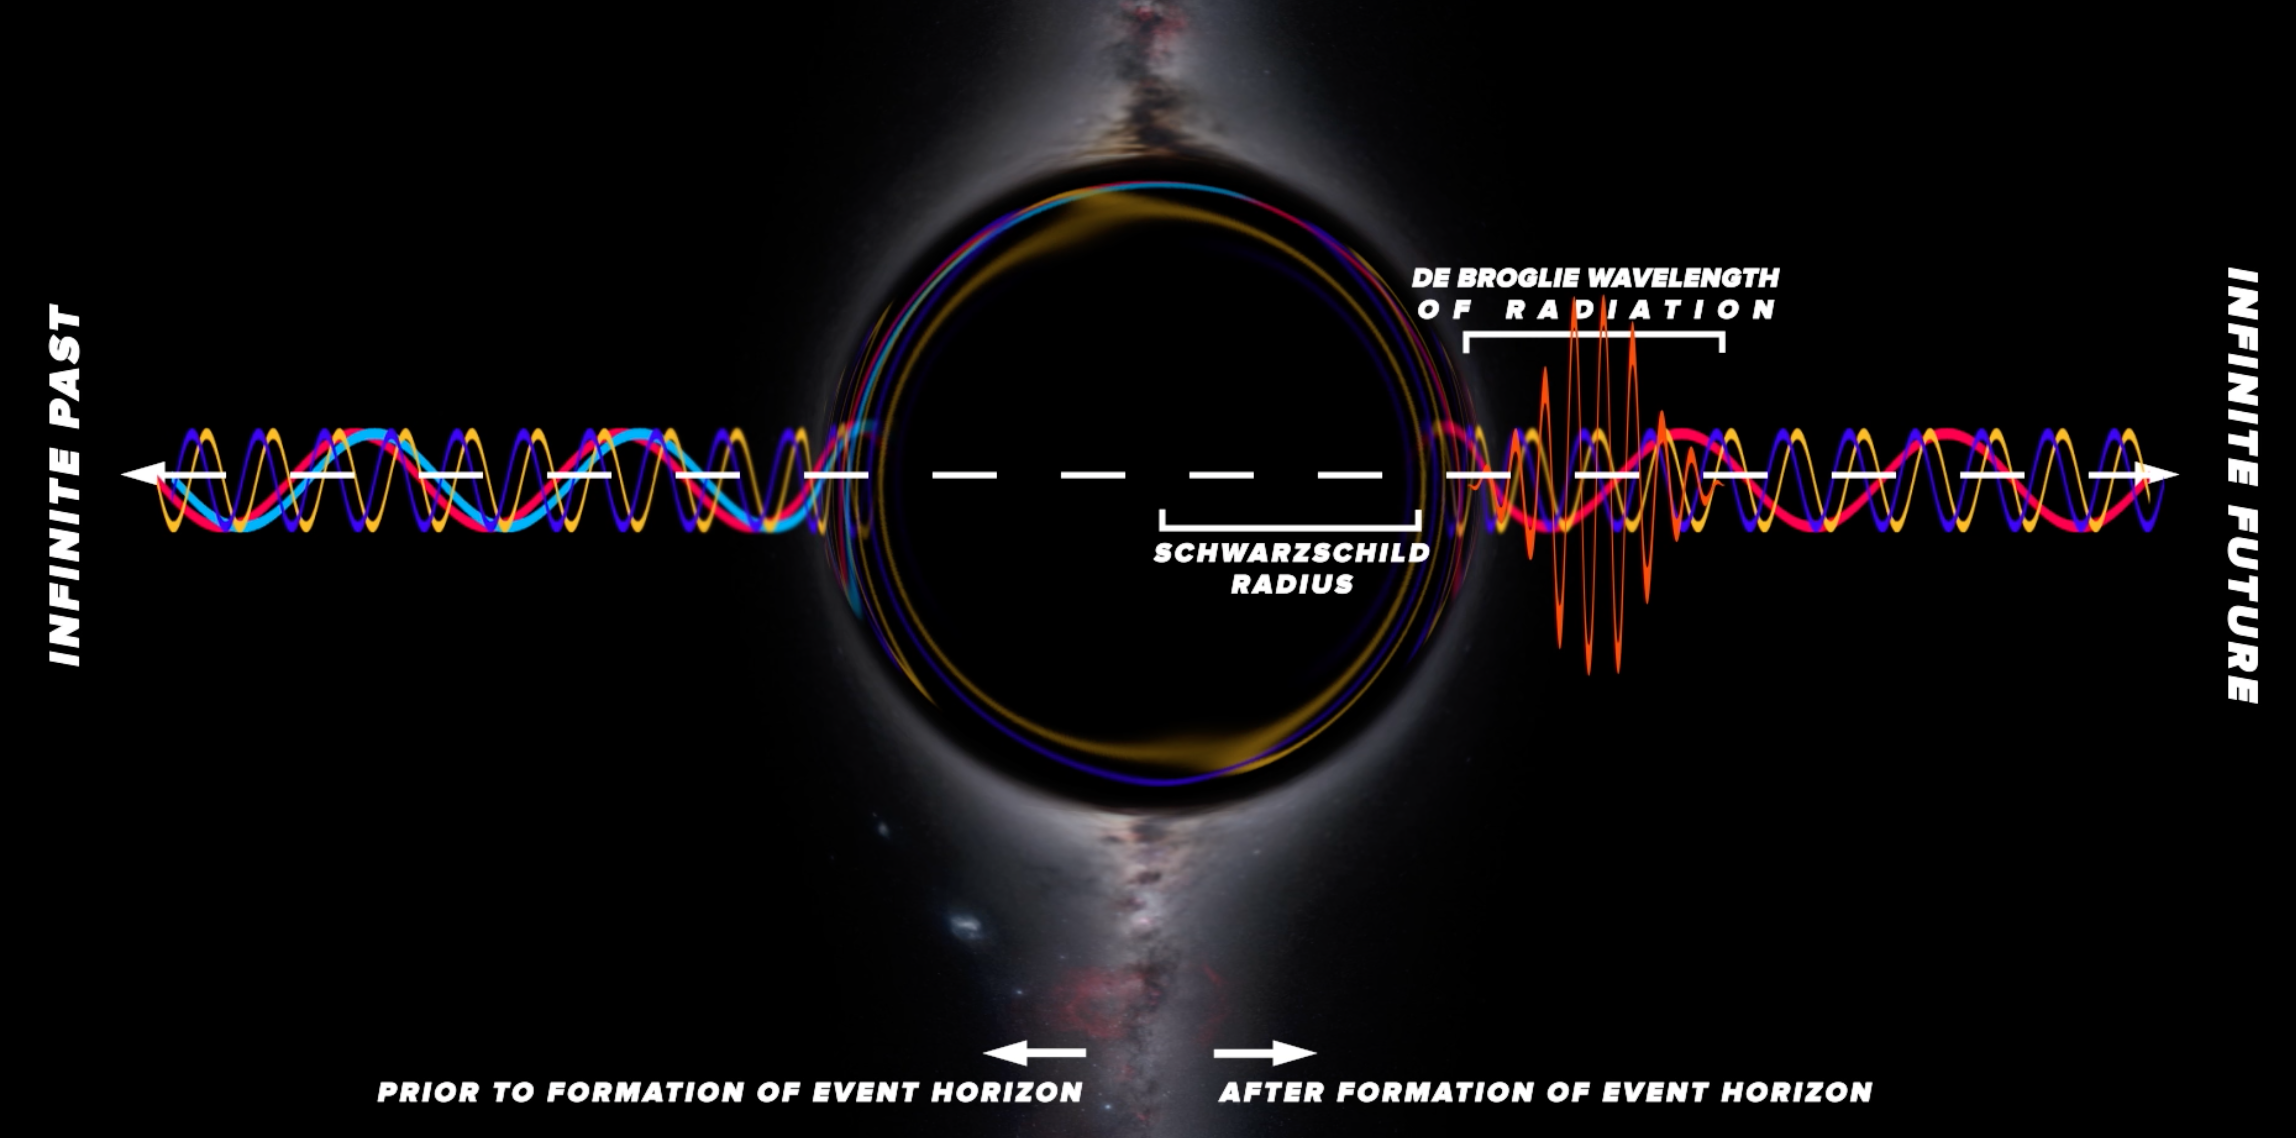 INFINITE PAST
DE BROGLIE WAVELENGTH
OF RADIATION
SCHWARZSCHILD
RADIUS
INFINITE FUTURE
PRIOR TO FORMATION OF EVENT HORIZON
AFTER FORMATION OF EVENT HORIZON